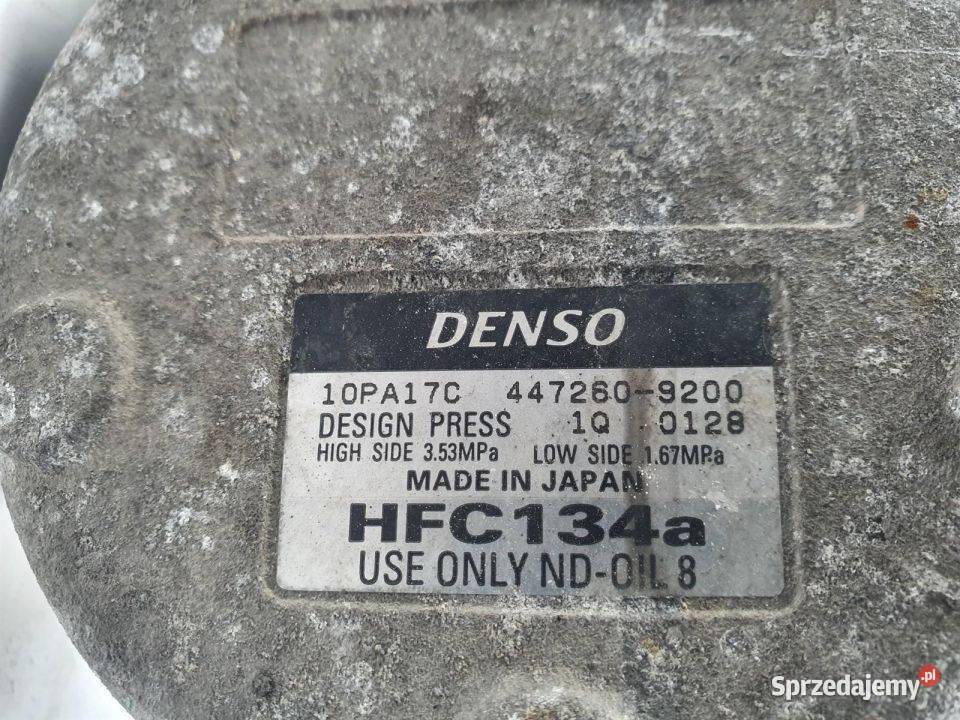 DENSO
10PA17C 447260-9200
DESIGN PRESS 1Q 0128
HIGH SIDE 3.53MPa LOW SIDE 1.67MPa
MADE IN JAPAN
HFC134a
USE ONLY ND-OIL 8
Sprzedajemy.pl